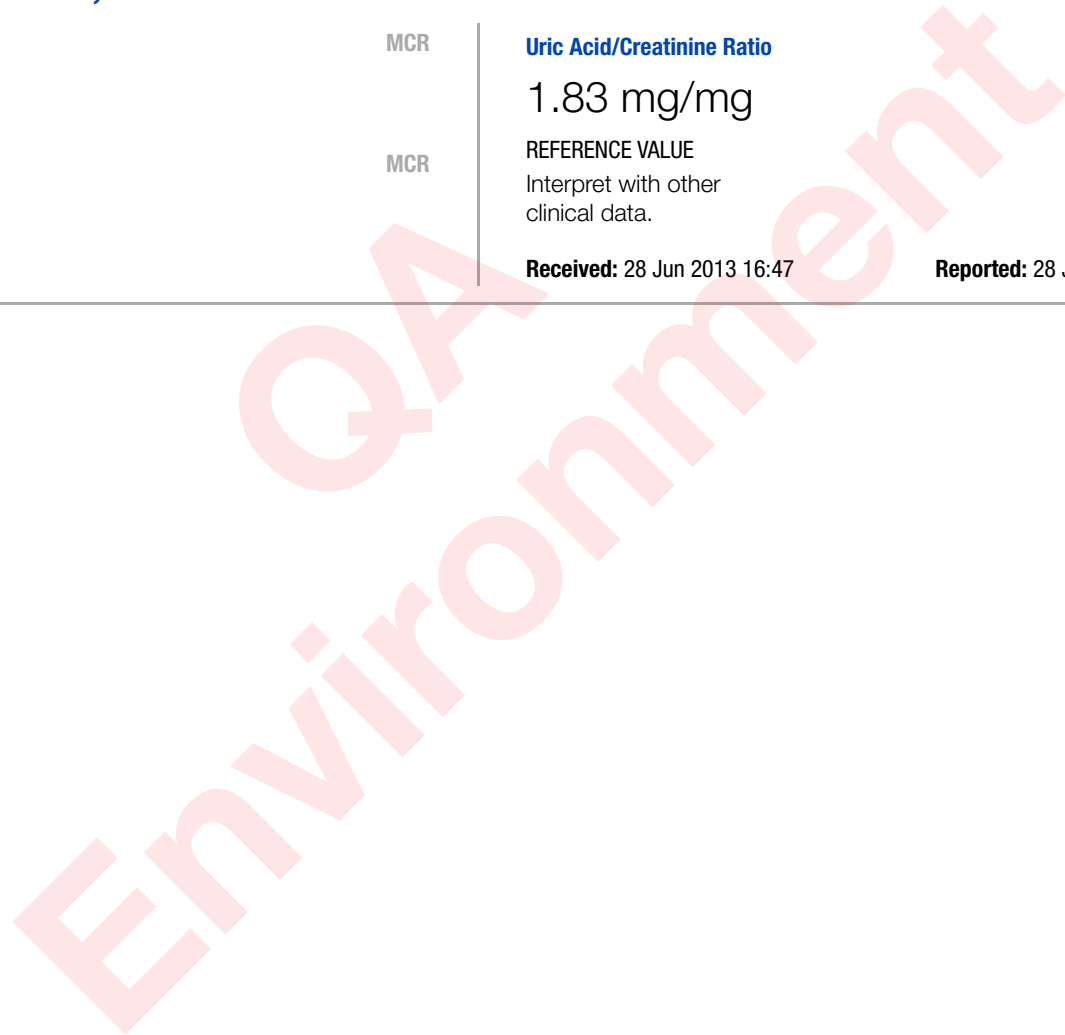 MCR
MCR
Uric Acid/Creatinine Ratio
1.83 mg/mg
REFERENCE VALUE
Interpret with other
clinical data.
Received: 28 Jun 2013 16:47
Reported: 28
QA
Environment